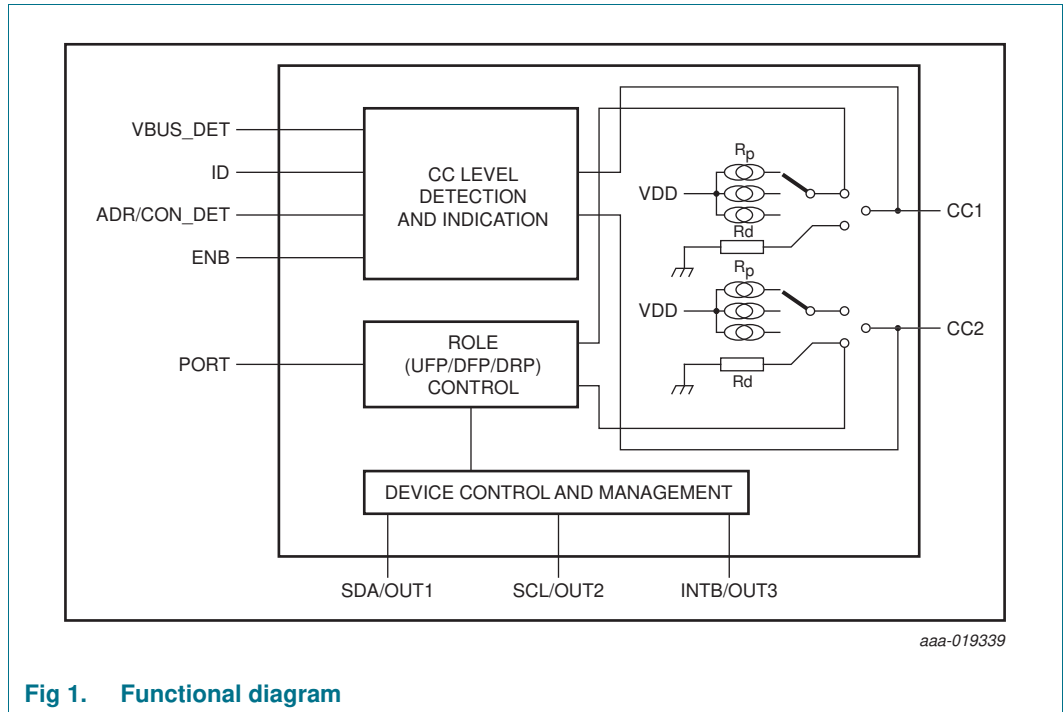 VBUS_DET
ID
ADR/CON_DET
ENB
CC LEVEL
DETECTION
AND INDICATION
PORT
ROLE
(UFP/DFP/DRP)
CONTROL
DEVICE CONTROL AND MANAGEMENT
SDA/OUT1
SCL/OUT2
INTB/OUT3
Rp
VDD
Rd
CC1
Rp
VDD
Rd
CC2
aaa-019339
Fig 1. Functional diagram